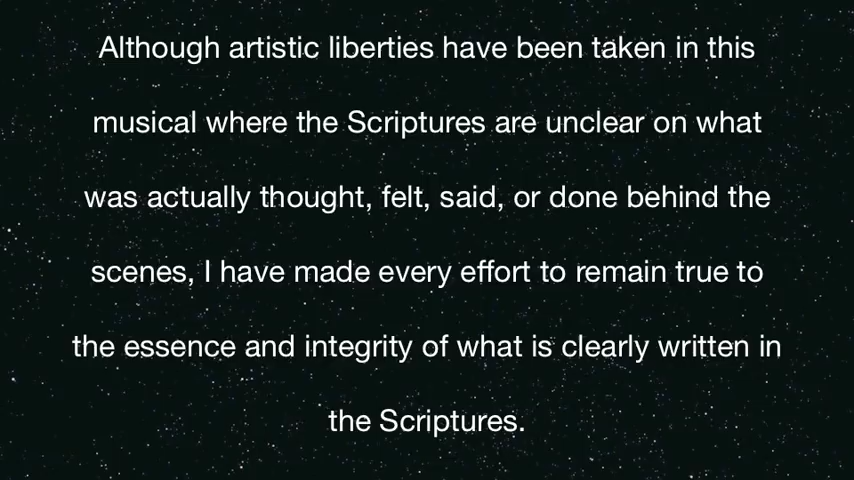 Although artistic liberties have been taken in this
musical where the Scriptures are unclear on what
was actually thought, felt, said, or done behind the
scenes, I have made every effort to remain true to
the essence and integrity of what is clearly written in
the Scriptures.